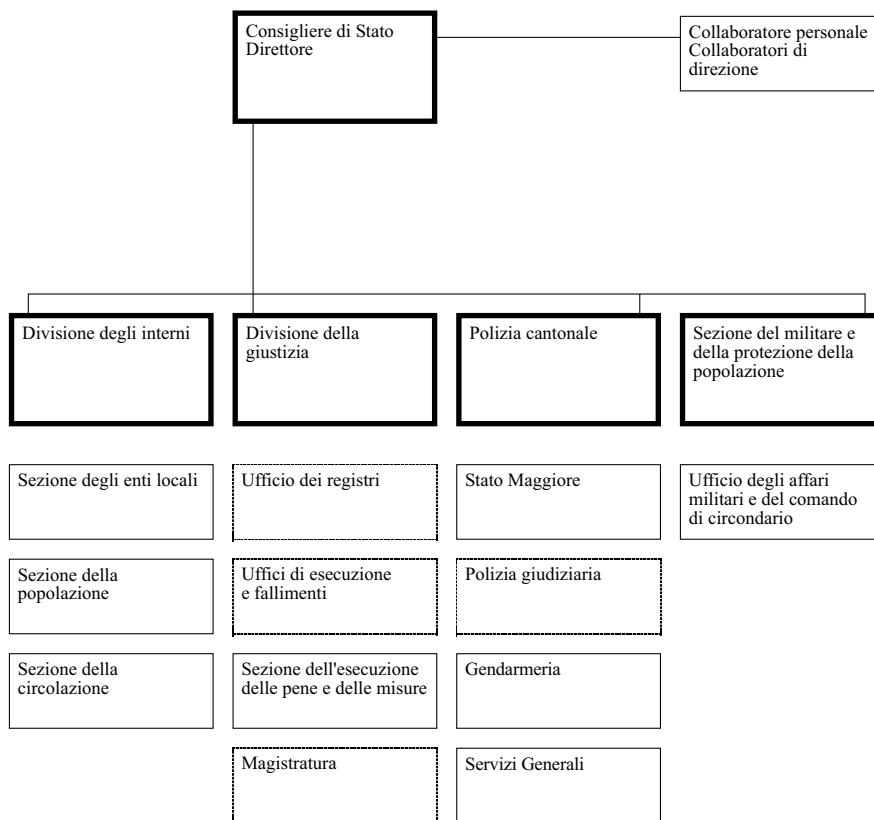 Consigliere di Stato
Direttore
Collaboratore personale
Collaboratori di
direzione
Divisione degli interni
Divisione della
giustizia
Polizia cantonale
Sezione del militare e
della protezione della
popolazione
Sezione degli enti locali
Ufficio dei registri
Stato Maggiore
Ufficio degli affari
militari e del comando
di circondario
Sezione della
popolazione
Uffici di esecuzione
e fallimenti
Polizia giudiziaria
Sezione della
circolazione
Sezione dell'esecuzione
delle pene e delle misure
Gendarmeria
Magistratura
Servizi Generali